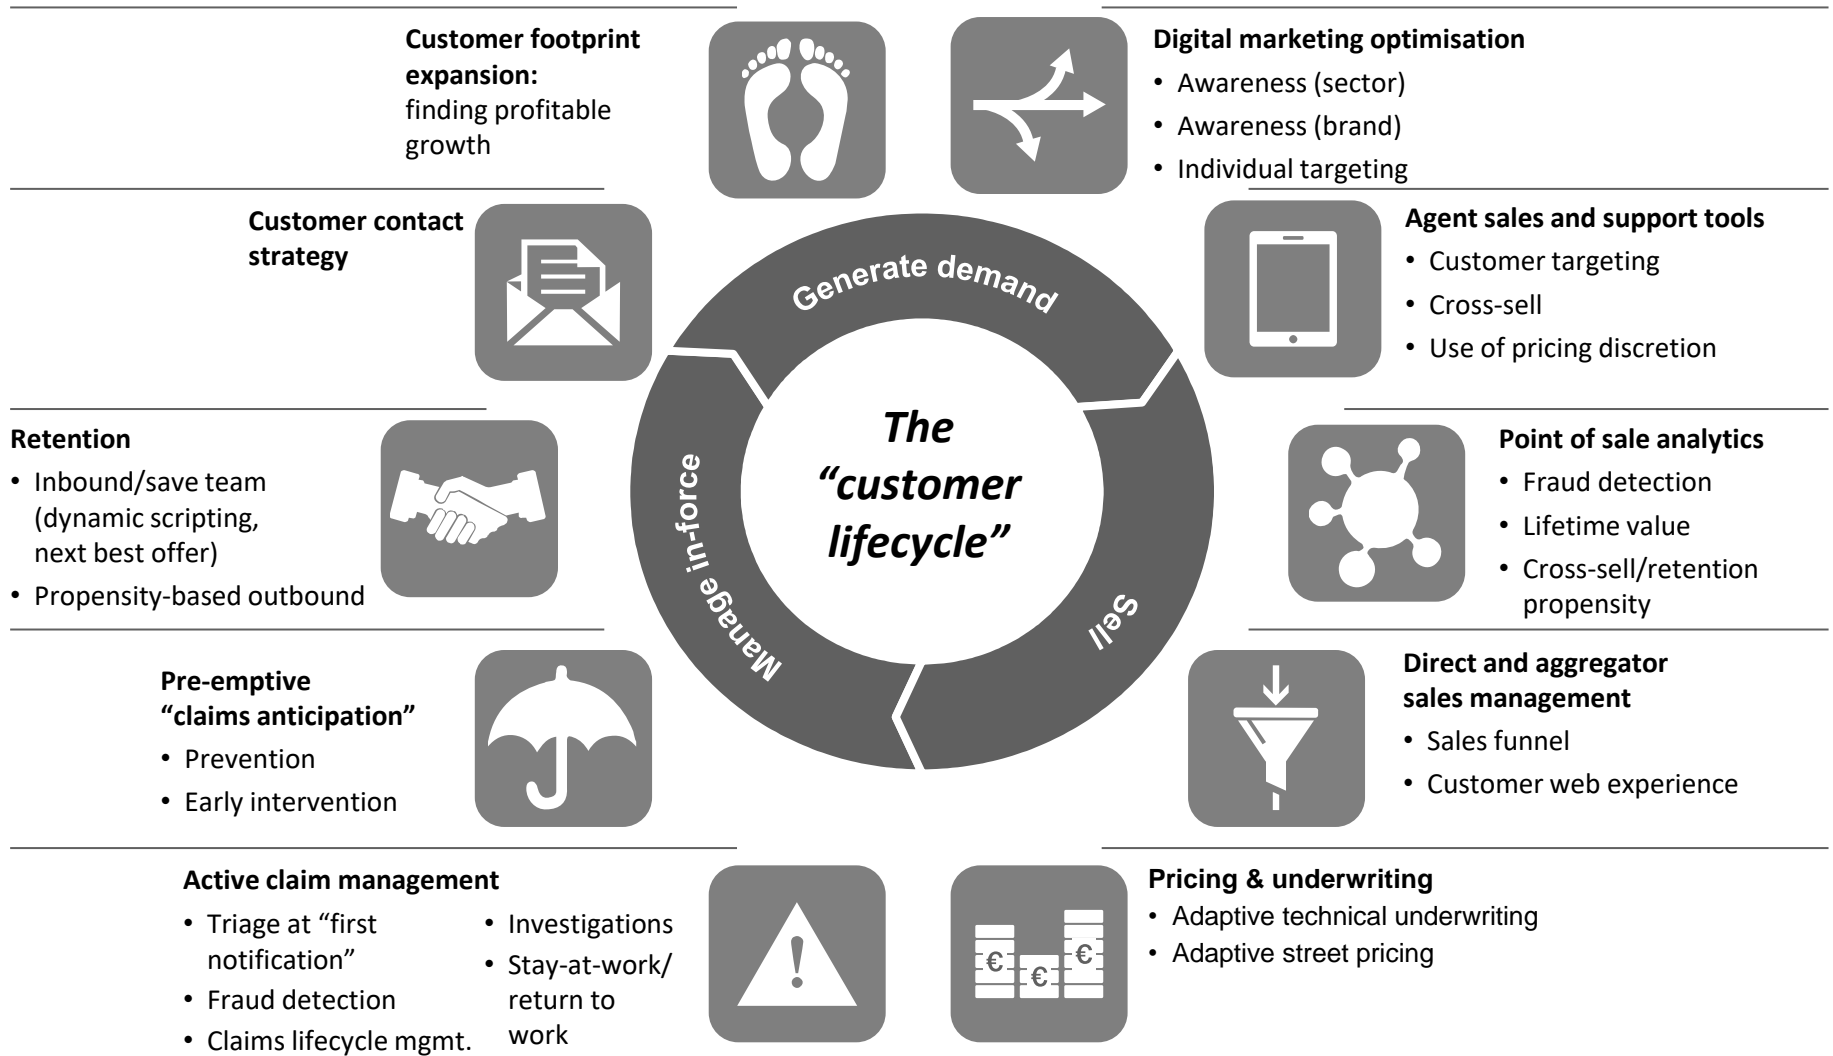 Customer footprint
expansion:
finding profitable
growth
Digital marketing optimisation
• Awareness (sector)
• Awareness (brand)
• Individual targeting
Customer contact
strategy
Agent sales and support tools
• Customer targeting
• Cross-sell
• Use of pricing discretion
Generate demand
Sell
Manage in-force
The
“customer
lifecycle”
Retention
• Inbound/save team
(dynamic scripting,
next best offer)
• Propensity-based outbound
Point of sale analytics
• Fraud detection
• Lifetime value
• Cross-sell/retention
propensity
Pre-emptive
“claims anticipation”
• Prevention
• Early intervention
Direct and aggregator
sales management
• Sales funnel
• Customer web experience
Active claim management
• Triage at “first
notification”
• Fraud detection
• Claims lifecycle mgmt.
• Investigations
• Stay-at-work/
return to
work
€
€
€
Pricing & underwriting
• Adaptive technical underwriting
• Adaptive street pricing